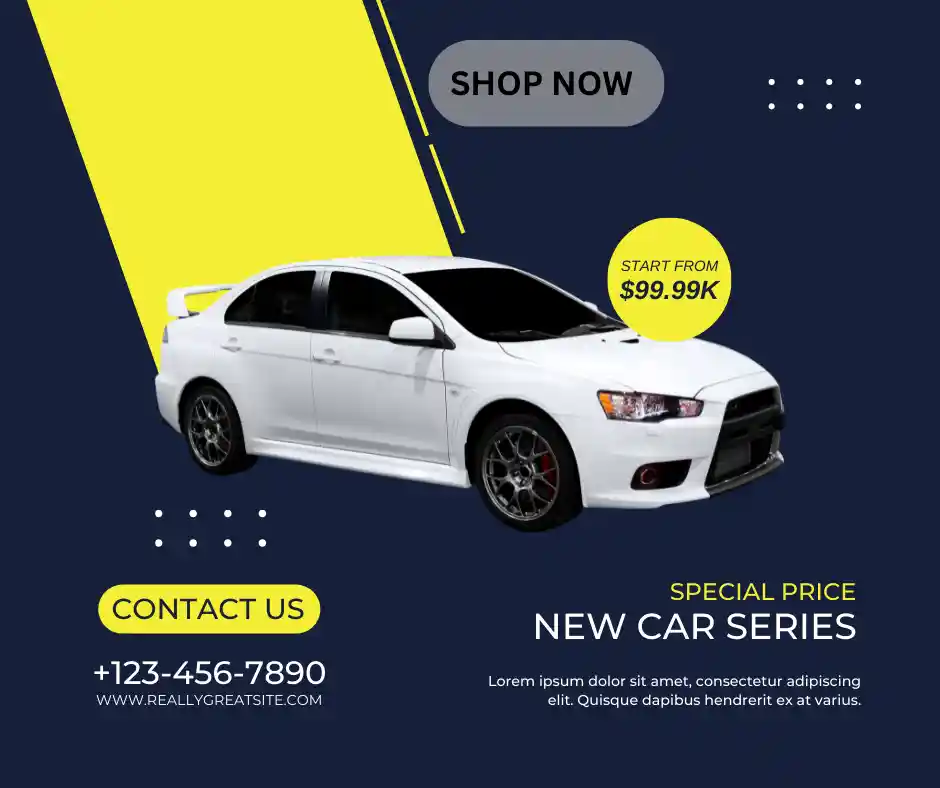 SHOP NOW
START FROM
$99.99K
CONTACT US
+123-456-7890
WWW.REALLYGREATSITE.COM
SPECIAL PRICE
NEW CAR SERIES
Lorem ipsum dolor sit amet, consectetur adipiscing
elit. Quisque dapibus hendrerit ex at varius.